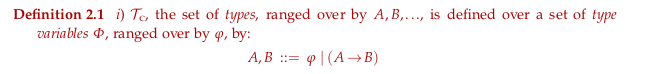 Definition 2.1 i) 𝒯c, the set of types, ranged over by A, B,…, is defined over a set of type
variables Φ, ranged over by φ, by:
A, B ::= φ | (A→B)